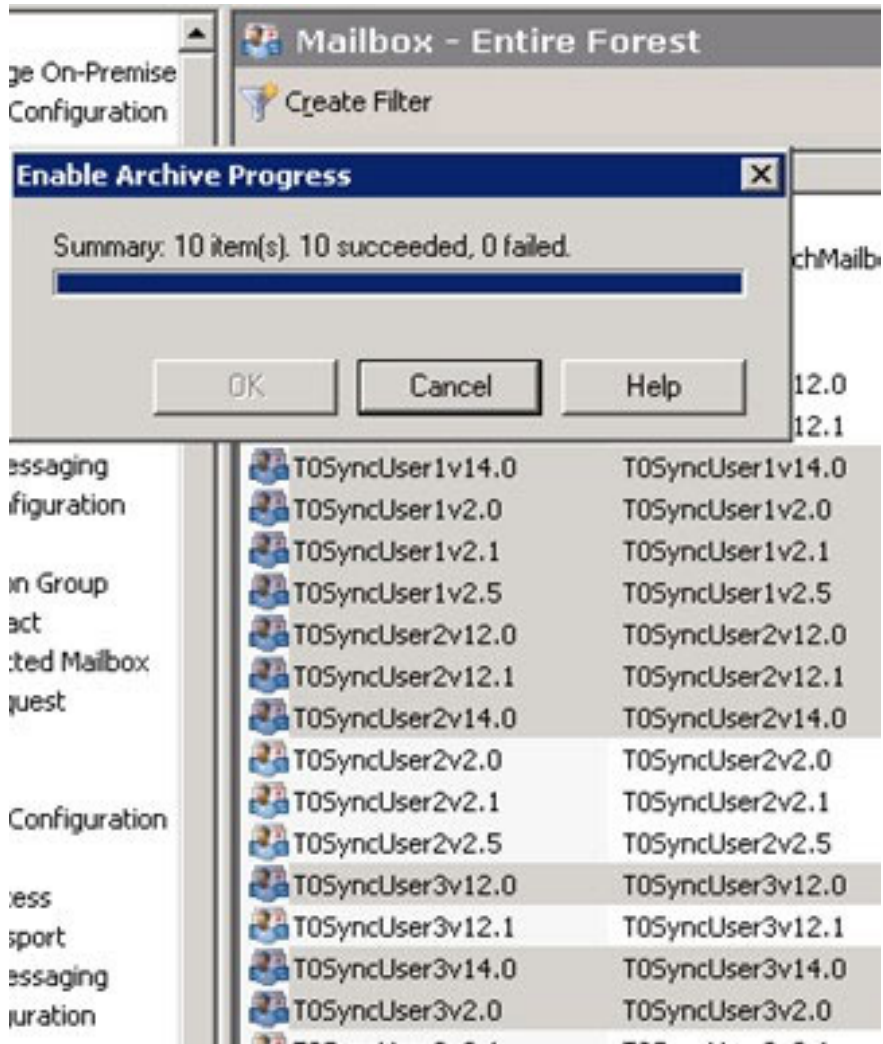 Mailbox - Entire Forest
ge On-Premise
Configuration
Create Filter
Enable Archive Progress
Summary: 10 item(s). 10 succeeded, 0 failed.
chMailb
OK Cancel Help
12.0
12.1
essaging
T0SyncUser1v14.0 T0SyncUser1v14.0
figuration
T0SyncUser1v2.0 T0SyncUser1v2.0
T0SyncUser1v2.1 T0SyncUser1v2.1
on Group
T0SyncUser1v2.5 T0SyncUser1v2.5
act
T0SyncUser2v12.0 T0SyncUser2v12.0
cted Mailbox
T0SyncUser2v12.1 T0SyncUser2v12.1
quest
T0SyncUser2v14.0 T0SyncUser2v14.0
T0SyncUser2v2.0 T0SyncUser2v2.0
T0SyncUser2v2.1 T0SyncUser2v2.1
Configuration
T0SyncUser2v2.5 T0SyncUser2v2.5
cess
T0SyncUser3v12.0 T0SyncUser3v12.0
sport
T0SyncUser3v12.1 T0SyncUser3v12.1
essaging
T0SyncUser3v14.0 T0SyncUser3v14.0
guration
T0SyncUser3v2.0 T0SyncUser3v2.0